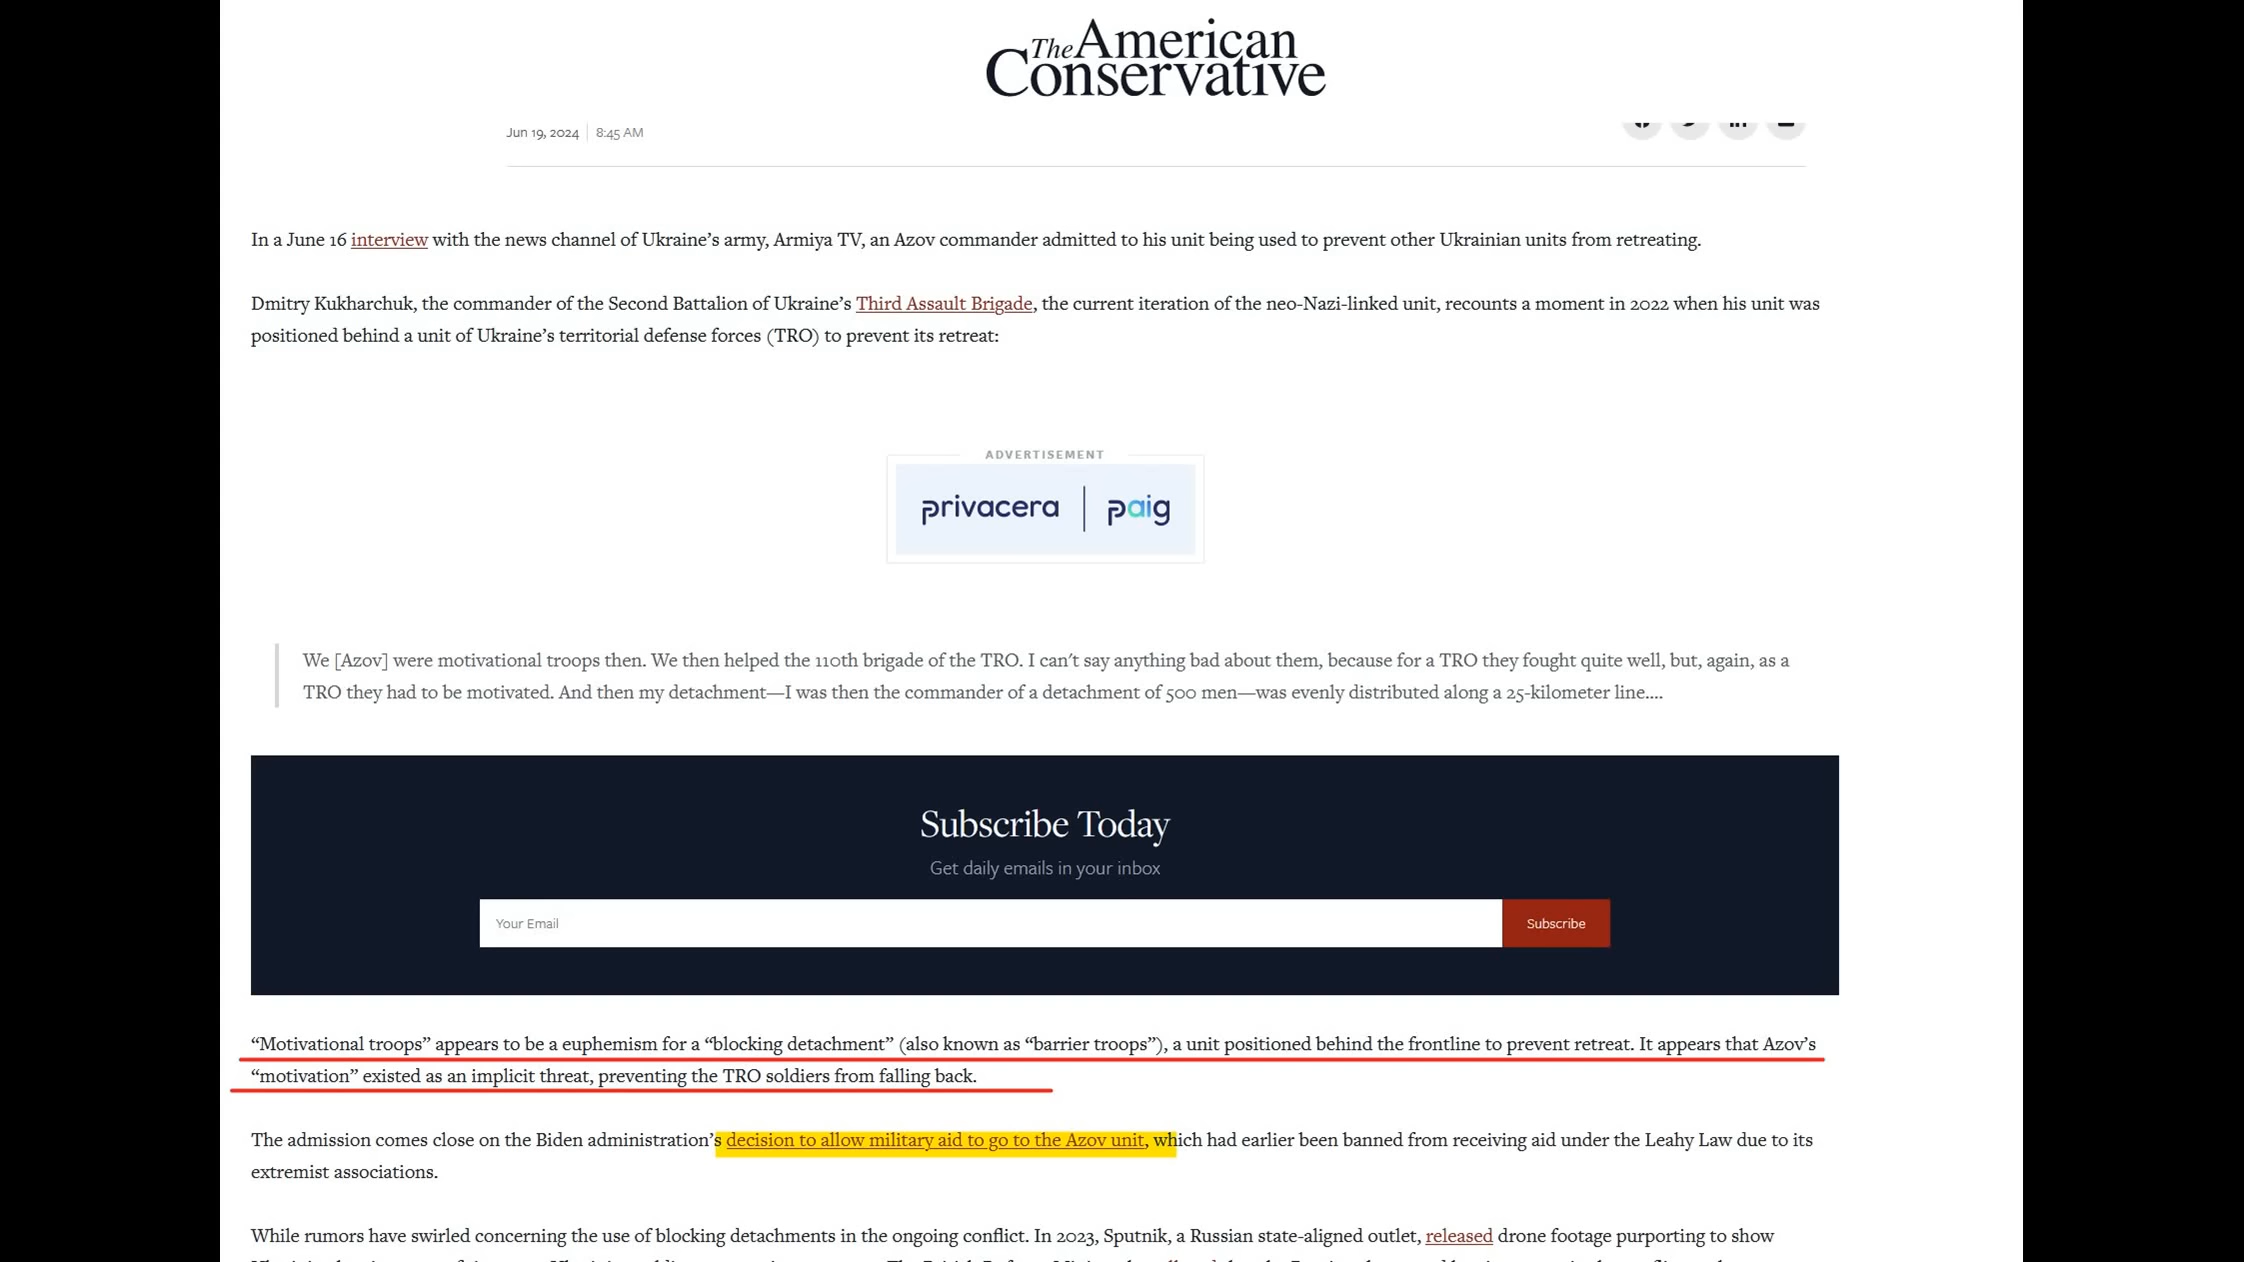 The American
Conservative
Jun 19, 2024 | 8:45 AM
In a June 16 interview with the news channel of Ukraine’s army, Armiya TV, an Azov commander admitted to his unit being used to prevent other Ukrainian units from retreating.
Dmitry Kukharchuk, the commander of the Second Battalion of Ukraine’s Third Assault Brigade, the current iteration of the neo-Nazi-linked unit, recounts a moment in 2022 when his unit was
positioned behind a unit of Ukraine’s territorial defense forces (TRO) to prevent its retreat:
ADVERTISEMENT
privacera | paig
We [Azov] were motivational troops then. We then helped the 110th brigade of the TRO. I can't say anything bad about them, because for a TRO they fought quite well, but, again, as a
TRO they had to be motivated. And then my detachment—I was then the commander of a detachment of 500 men—was evenly distributed along a 25-kilometer line....
Subscribe Today
Get daily emails in your inbox
Your Email
Subscribe
“Motivational troops” appears to be a euphemism for a “blocking detachment” (also known as “barrier troops”), a unit positioned behind the frontline to prevent retreat. It appears that Azov’s
“motivation” existed as an implicit threat, preventing the TRO soldiers from falling back.
The admission comes close on the Biden administration’s decision to allow military aid to go to the Azov unit, which had earlier been banned from receiving aid under the Leahy Law due to its
extremist associations.
While rumors have swirled concerning the use of blocking detachments in the ongoing conflict. In 2023, Sputnik, a Russian state-aligned outlet, released drone footage purporting to show